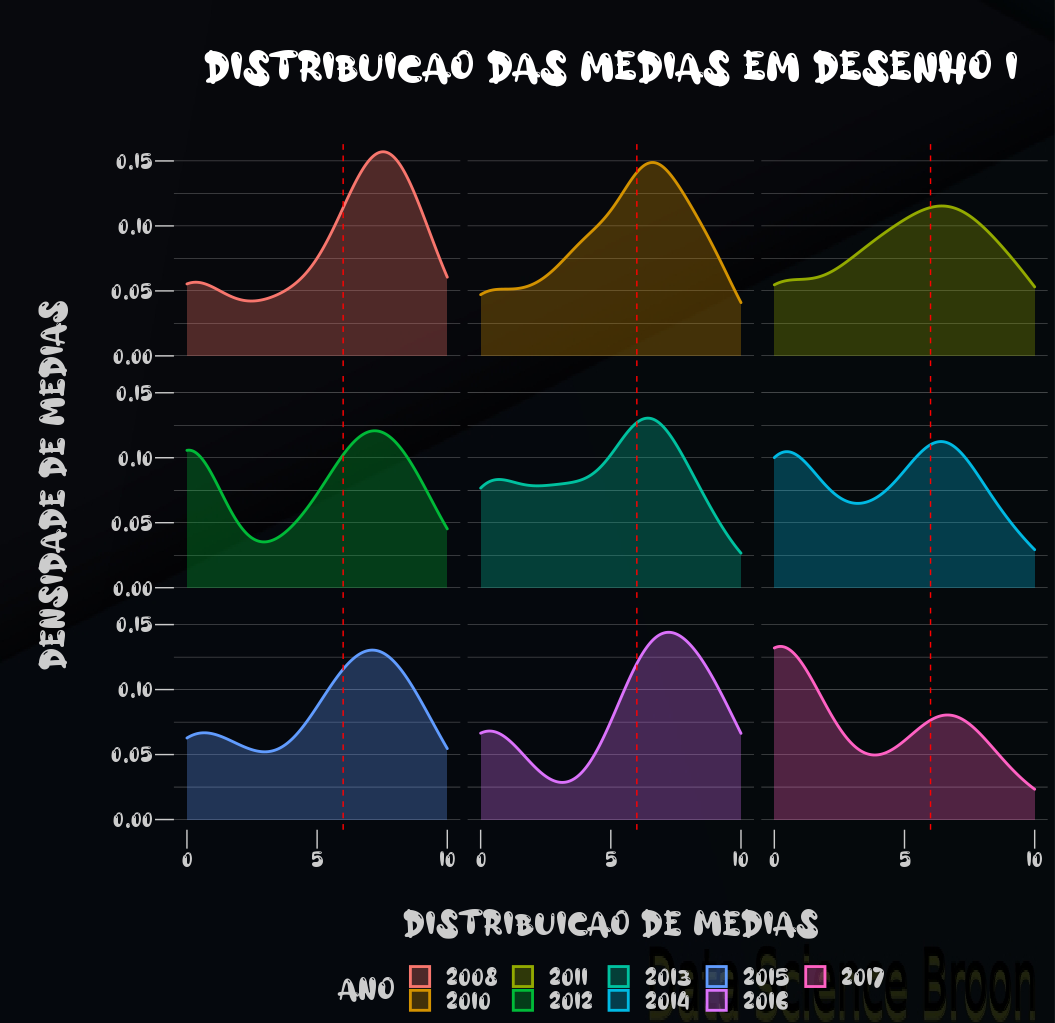 DISTRIBUICAO DAS MEDIAS EM DESENHO I
DENSIDADE DE MEDIAS
0.15
0.10
0.05
0.00
0.15
0.10
0.05
0.00
0.15
0.10
0.05
0.00
0 5 10 0 5 10 0 5 10
DISTRIBUICAO DE MEDIAS
ANO
2008 2011 2013 2015 2017
2010 2012 2014 2016
Data Science Broon